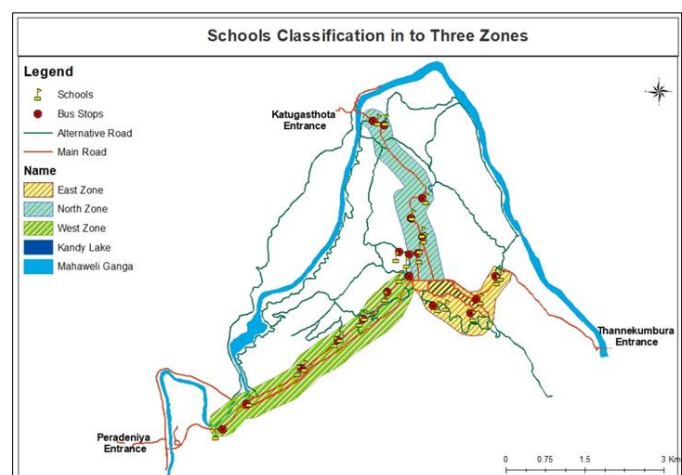 Schools Classification in to Three Zones
Legend
Schools
Bus Stops
Alternative Road
Main Road
Name
East Zone
North Zone
West Zone
Kandy Lake
Mahaweli Ganga
Katugasthota
Entrance
Thannekumbura
Entrance
Peradeniya
Entrance
0 0.75 1.5 3 Km